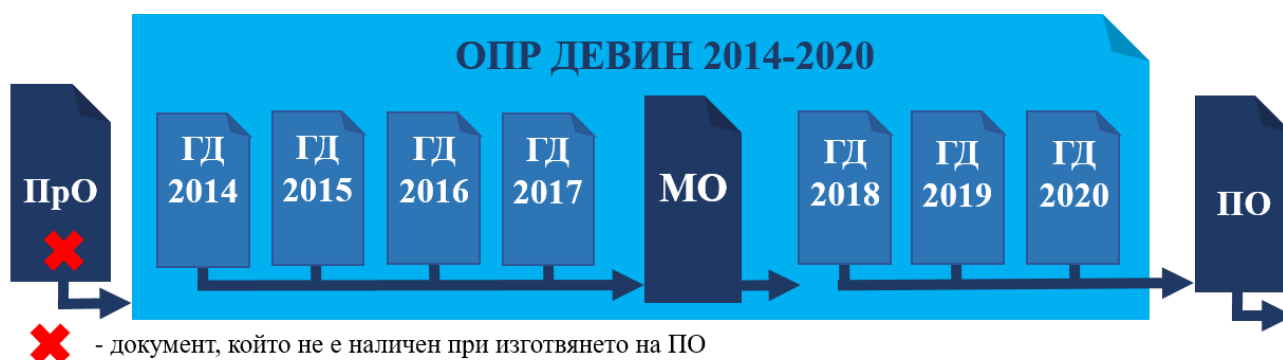 ОПР ДЕВИН 2014-2020
ПрО
ГД
2014
ГД
2015
ГД
2016
ГД
2017
МО
ГД
2018
ГД
2019
ГД
2020
ПО
- документ, който не е наличен при изготвянето на ПО